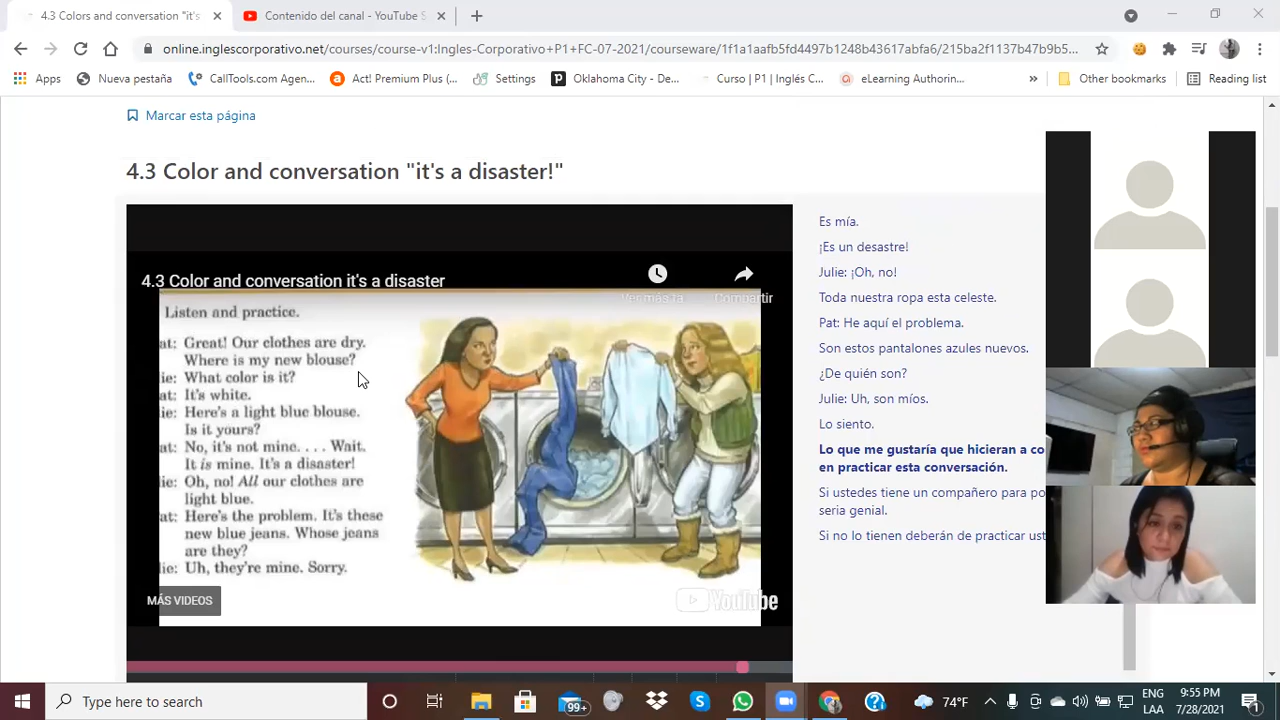 4.3 Colors and conversation "it's
Contenido del canal - YouTube S
online.inglescorporativo.net/courses/course-v1:Ingles-Corporativo+P1+FC-07-2021/courseware/1f1a1aafb5fd4497b1248b43617abfa6/215ba2f1137b47b9b5...
Apps
Nueva pestaña
CallTools.com Agen...
Act! Premium Plus (...
Settings
Oklahoma City - De...
Curso | P1 | Inglés C...
eLearning Authorin...
»
Other bookmarks
Reading list
Marcar esta página
4.3 Color and conversation "it's a disaster!"
4.3 Color and conversation it's a disaster
Ver más ta
Compartir
Listen and practice.
at: Great! Our clothes are dry.
Where is my new blouse?
ie: What color is it?
at: It's white.
ie: Here's a light blue blouse.
Is it yours?
at: No, it's not mine. . . . Wait.
It is mine. It's a disaster!
ie: Oh, no! All our clothes are
light blue.
at: Here's the problem. It's these
new blue jeans. Whose jeans
are they?
ie: Uh, they're mine. Sorry.
MÁS VIDEOS
YouTube
Es mía.
¡Es un desastre!
Julie: ¡Oh, no!
Toda nuestra ropa esta celeste.
Pat: He aquí el problema.
Son estos pantalones azules nuevos.
¿De quién son?
Julie: Uh, son míos.
Lo siento.
Lo que me gustaría que hicieran a co
en practicar esta conversación.
Si ustedes tiene un compañero para po
seria genial.
Si no lo tienen deberán de practicar ust
Type here to search
99+
74°F
ENG
LAA
9:55 PM
7/28/2021
1